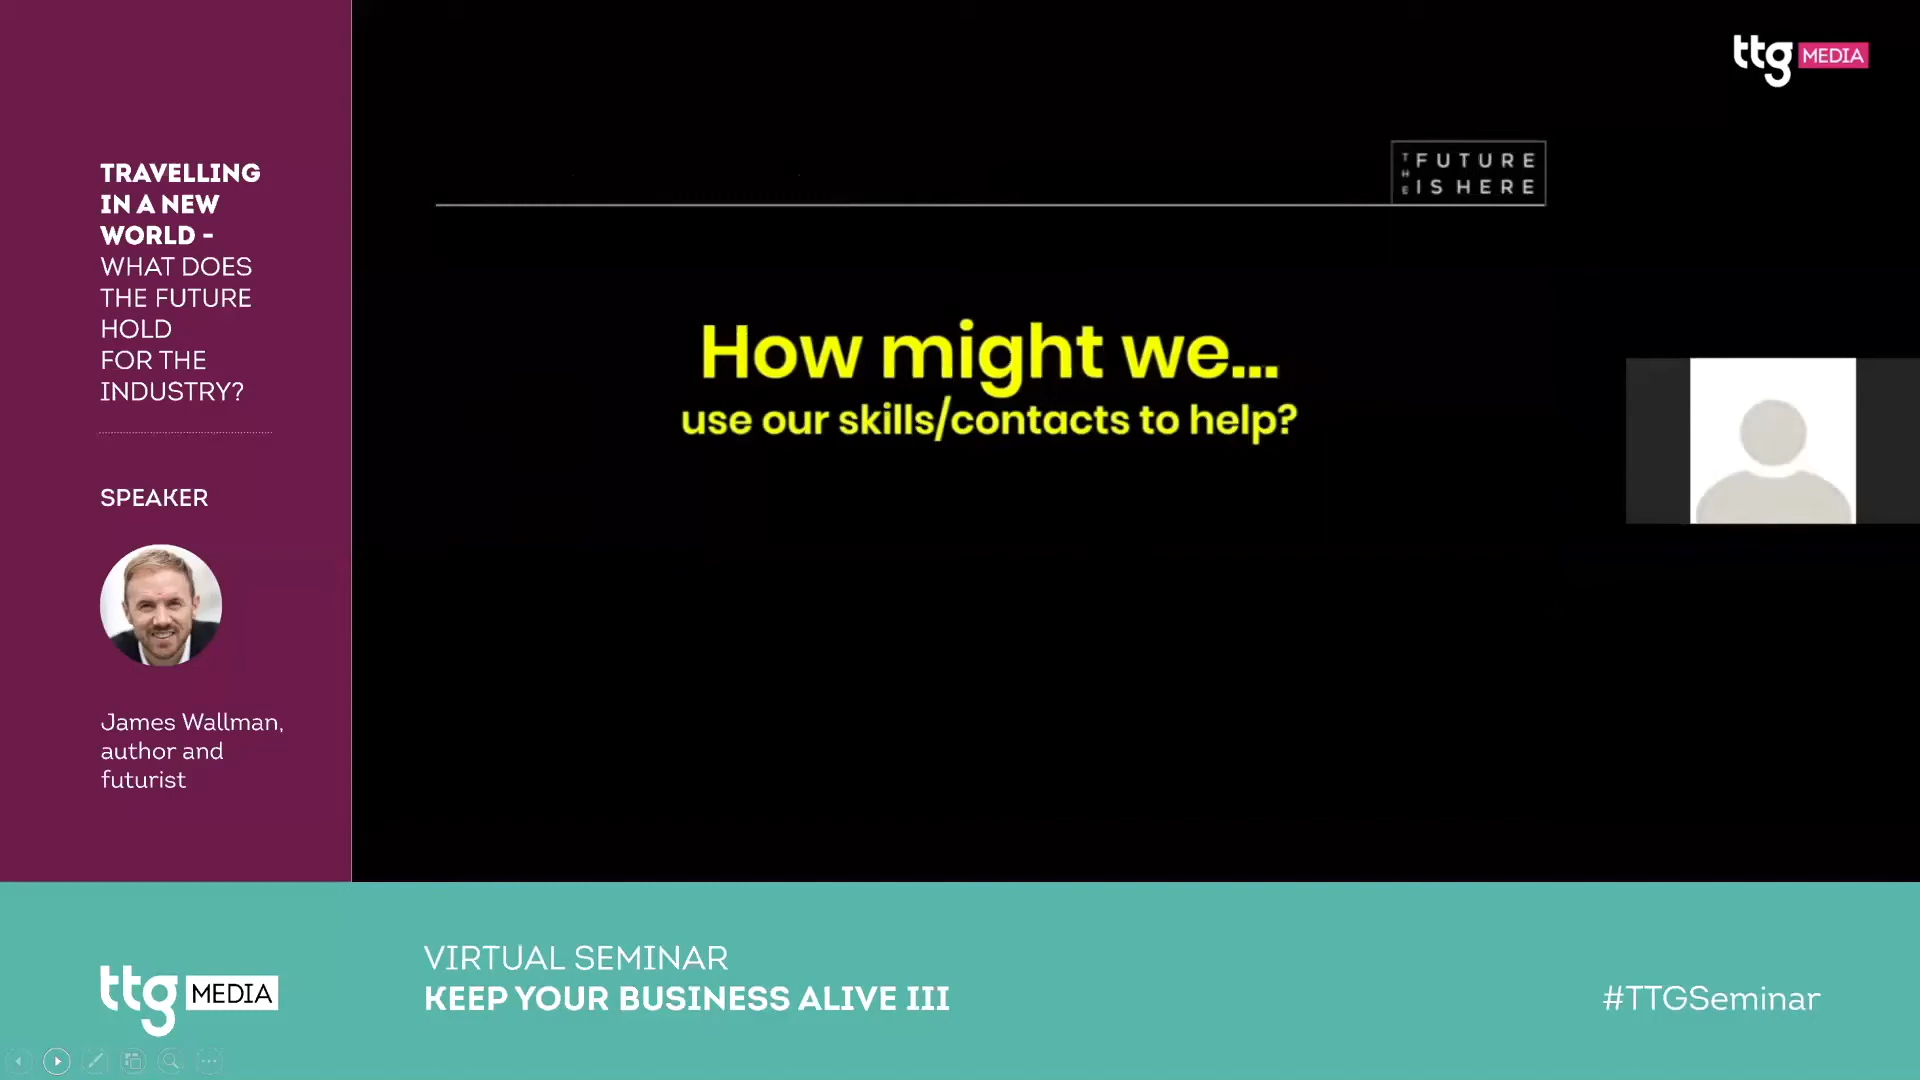 ttg MEDIA
TRAVELLING
IN A NEW
WORLD -
WHAT DOES
THE FUTURE
HOLD
FOR THE
INDUSTRY?
SPEAKER
James Wallman,
author and
futurist
THE FUTURE
IS HERE
How might we...
use our skills/contacts to help?
ttg MEDIA
VIRTUAL SEMINAR
KEEP YOUR BUSINESS ALIVE III
#TTGSeminar